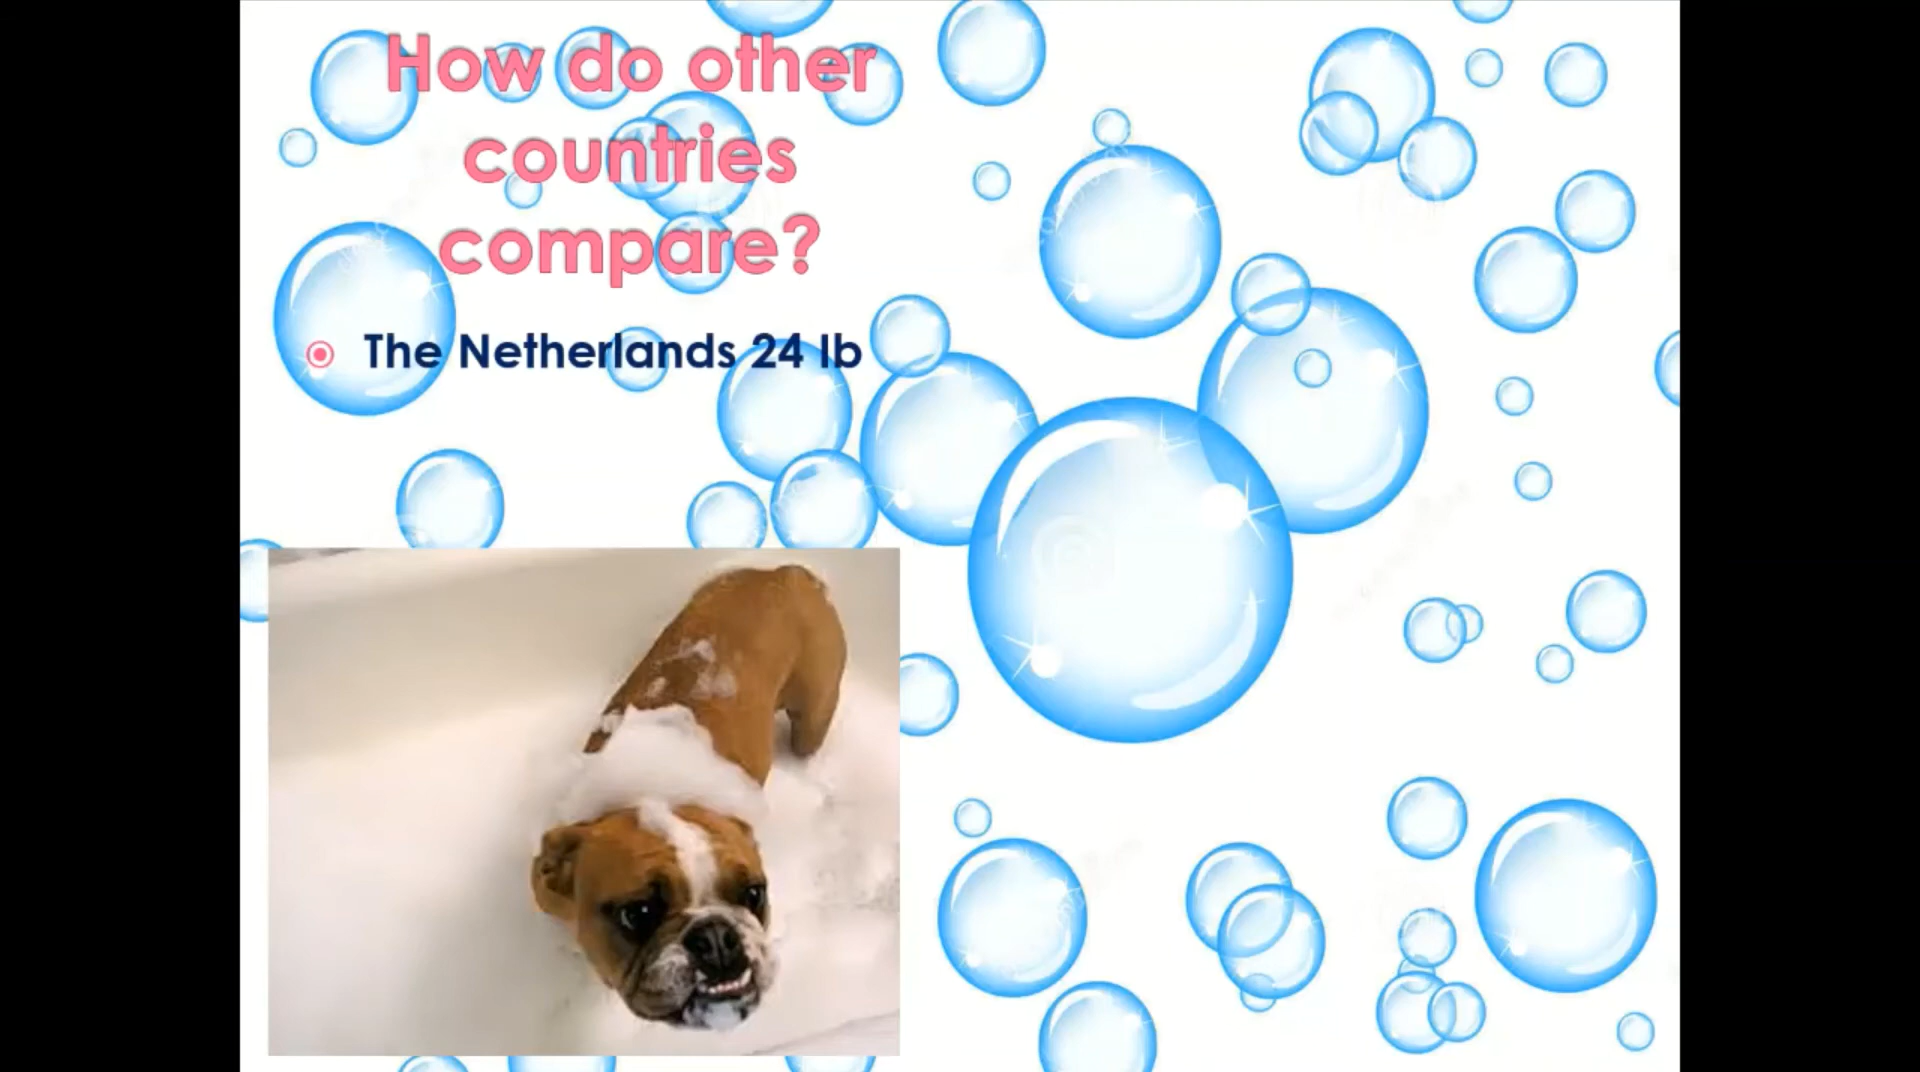 How do other
countries
compare?
The Netherlands 24 lb